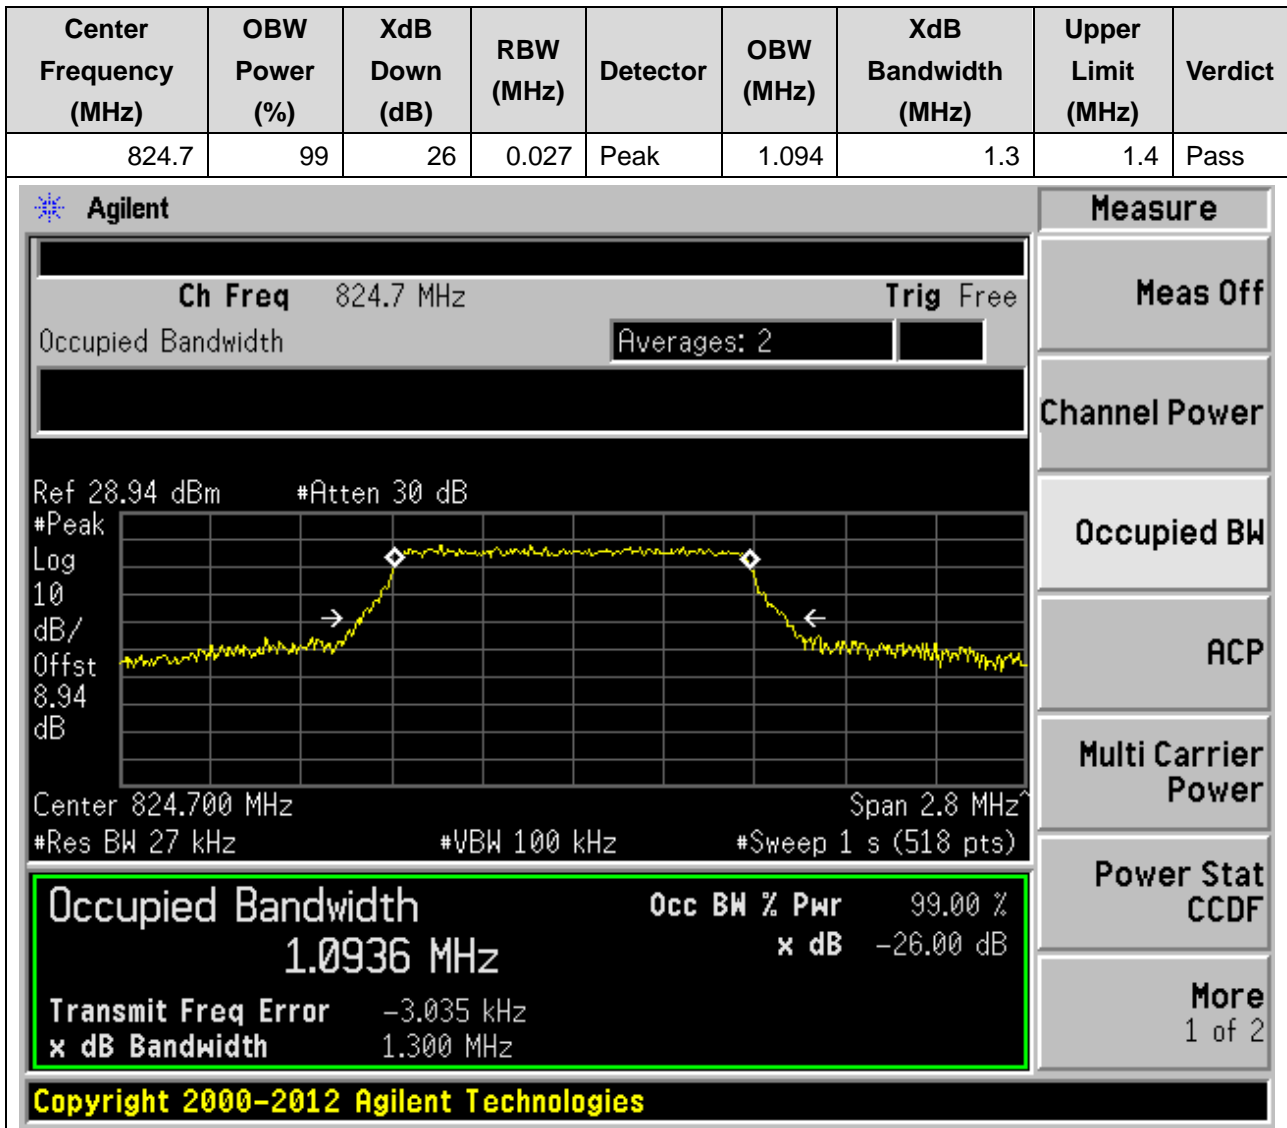 Center Frequency (MHz) OBW Power (%) XdB Down (dB) RBW (MHz) Detector OBW (MHz) XdB Bandwidth (MHz) Upper Limit (MHz) Verdict
824.7 99 26 0.027 Peak 1.094 1.3 1.4 Pass
Agilent
Measure
Ch Freq 824.7 MHz Trig Free
Occupied Bandwidth Averages: 2
Ref 28.94 dBm #Atten 30 dB
#Peak
Log
10
dB/
Offst
8.94
dB
Center 824.700 MHz Span 2.8 MHz^
#Res BW 27 kHz #VBW 100 kHz #Sweep 1 s (518 pts)
Occupied Bandwidth Occ BW % Pwr 99.00 %
1.0936 MHz x dB -26.00 dB
Transmit Freq Error -3.035 kHz
x dB Bandwidth 1.300 MHz
Meas Off
Channel Power
Occupied BW
ACP
Multi Carrier
Power
Power Stat
CCDF
More
1 of 2
Copyright 2000-2012 Agilent Technologies